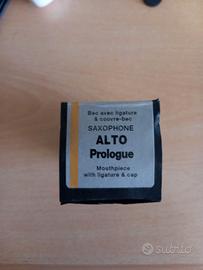 Bec avec ligature
& couvre-bec
SAXOPHONE
ALTO
Prologue
Mouthpiece
with ligature & cap
subito